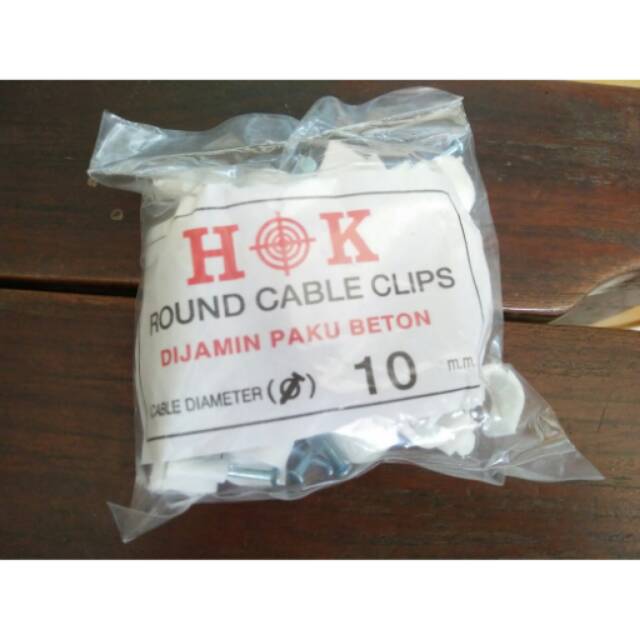 H K
ROUND CABLE CLIPS
DIJAMIN PAKU BETON
CABLE DIAMETER (Ø) 10 m.m.